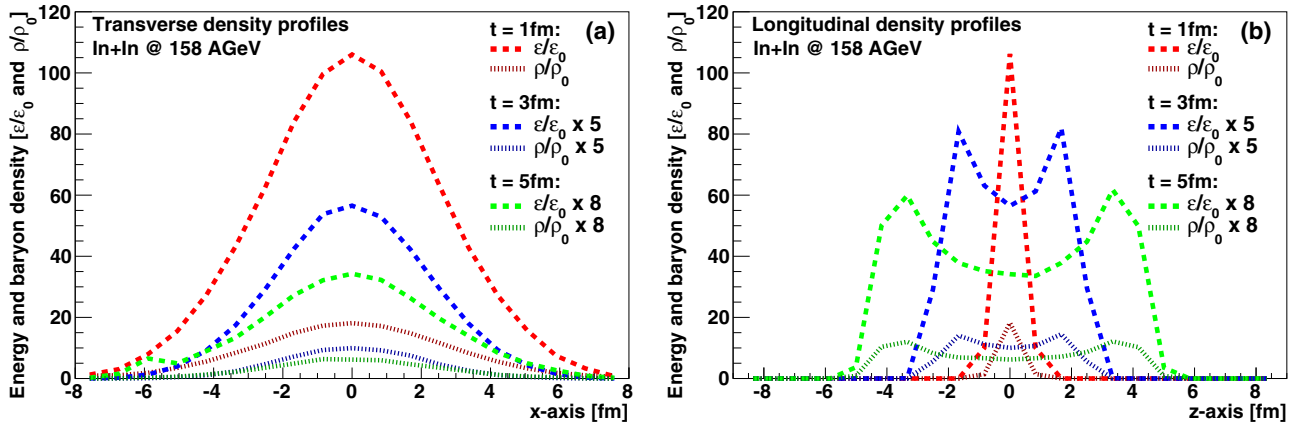 Energy and baryon density [ε/ε0 and ρ/ρ0]
120
100
80
60
40
20
0
Transverse density profiles
In+In @ 158 AGeV
(a)
t = 1fm:
ε/ε0
ρ/ρ0
t = 3fm:
ε/ε0 x 5
ρ/ρ0 x 5
t = 5fm:
ε/ε0 x 8
ρ/ρ0 x 8
-8 -6 -4 -2 0 2 4 6 8
x-axis [fm]
Energy and baryon density [ε/ε0 and ρ/ρ0]
120
100
80
60
40
20
0
Longitudinal density profiles
In+In @ 158 AGeV
(b)
t = 1fm:
ε/ε0
ρ/ρ0
t = 3fm:
ε/ε0 x 5
ρ/ρ0 x 5
t = 5fm:
ε/ε0 x 8
ρ/ρ0 x 8
-8 -6 -4 -2 0 2 4 6 8
z-axis [fm]